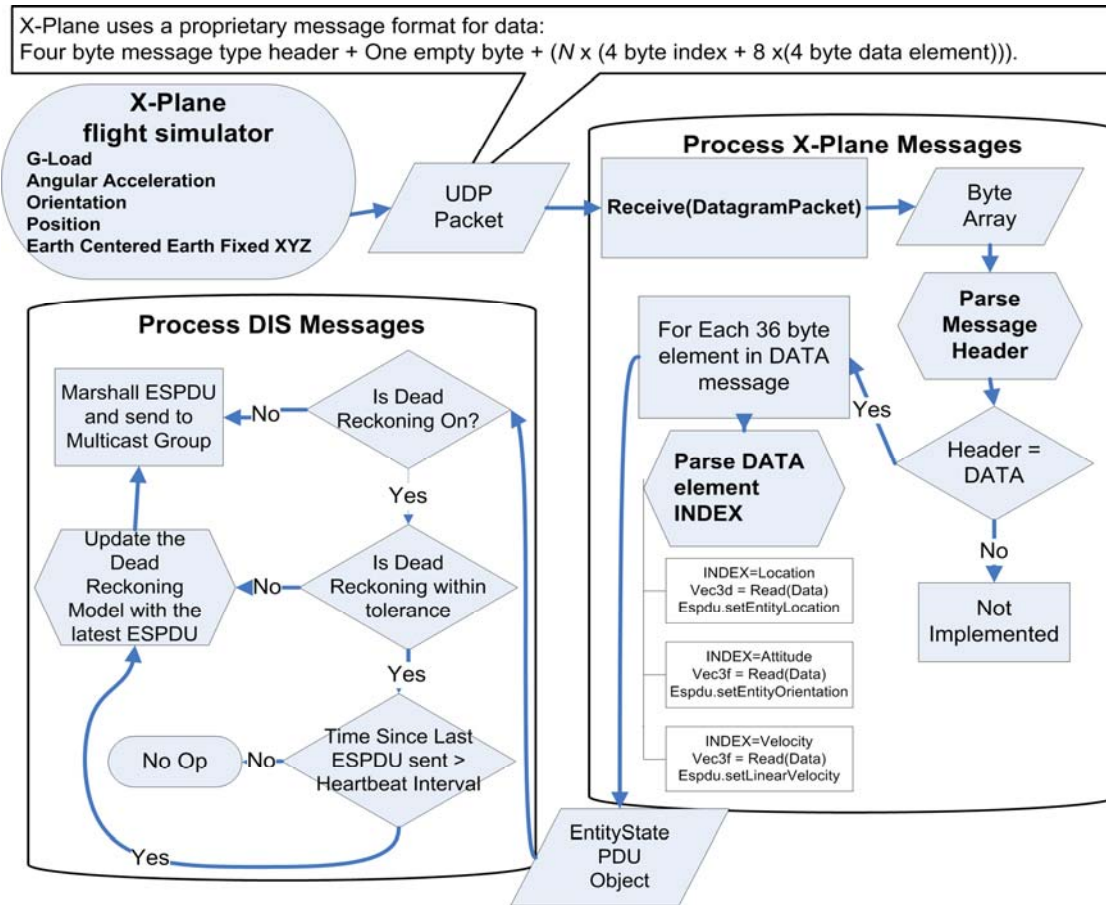 X-Plane uses a proprietary message format for data:
Four byte message type header + One empty byte + (N x (4 byte index + 8 x(4 byte data element))).
X-Plane
flight simulator
G-Load
Angular Acceleration
Orientation
Position
Earth Centered Earth Fixed XYZ
UDP
Packet
Process X-Plane Messages
Receive(DatagramPacket)
Byte
Array
Parse
Message
Header
Header =
DATA
Yes
No
Not
Implemented
For Each 36 byte
element in DATA
message
Parse DATA
element
INDEX
INDEX=Location
Vec3d = Read(Data)
Espdu.setEntityLocation
INDEX=Attitude
Vec3f = Read(Data)
Espdu.setEntityOrientation
INDEX=Velocity
Vec3f = Read(Data)
Espdu.setLinearVelocity
EntityState
PDU
Object
Process DIS Messages
Is Dead
Reckoning On?
No
Marshall ESPDU
and send to
Multicast Group
Yes
Is Dead
Reckoning within
tolerance
No
Update the
Dead
Reckoning
Model with the
latest ESPDU
Yes
Time Since Last
ESPDU sent >
Heartbeat Interval
No
No Op
Yes